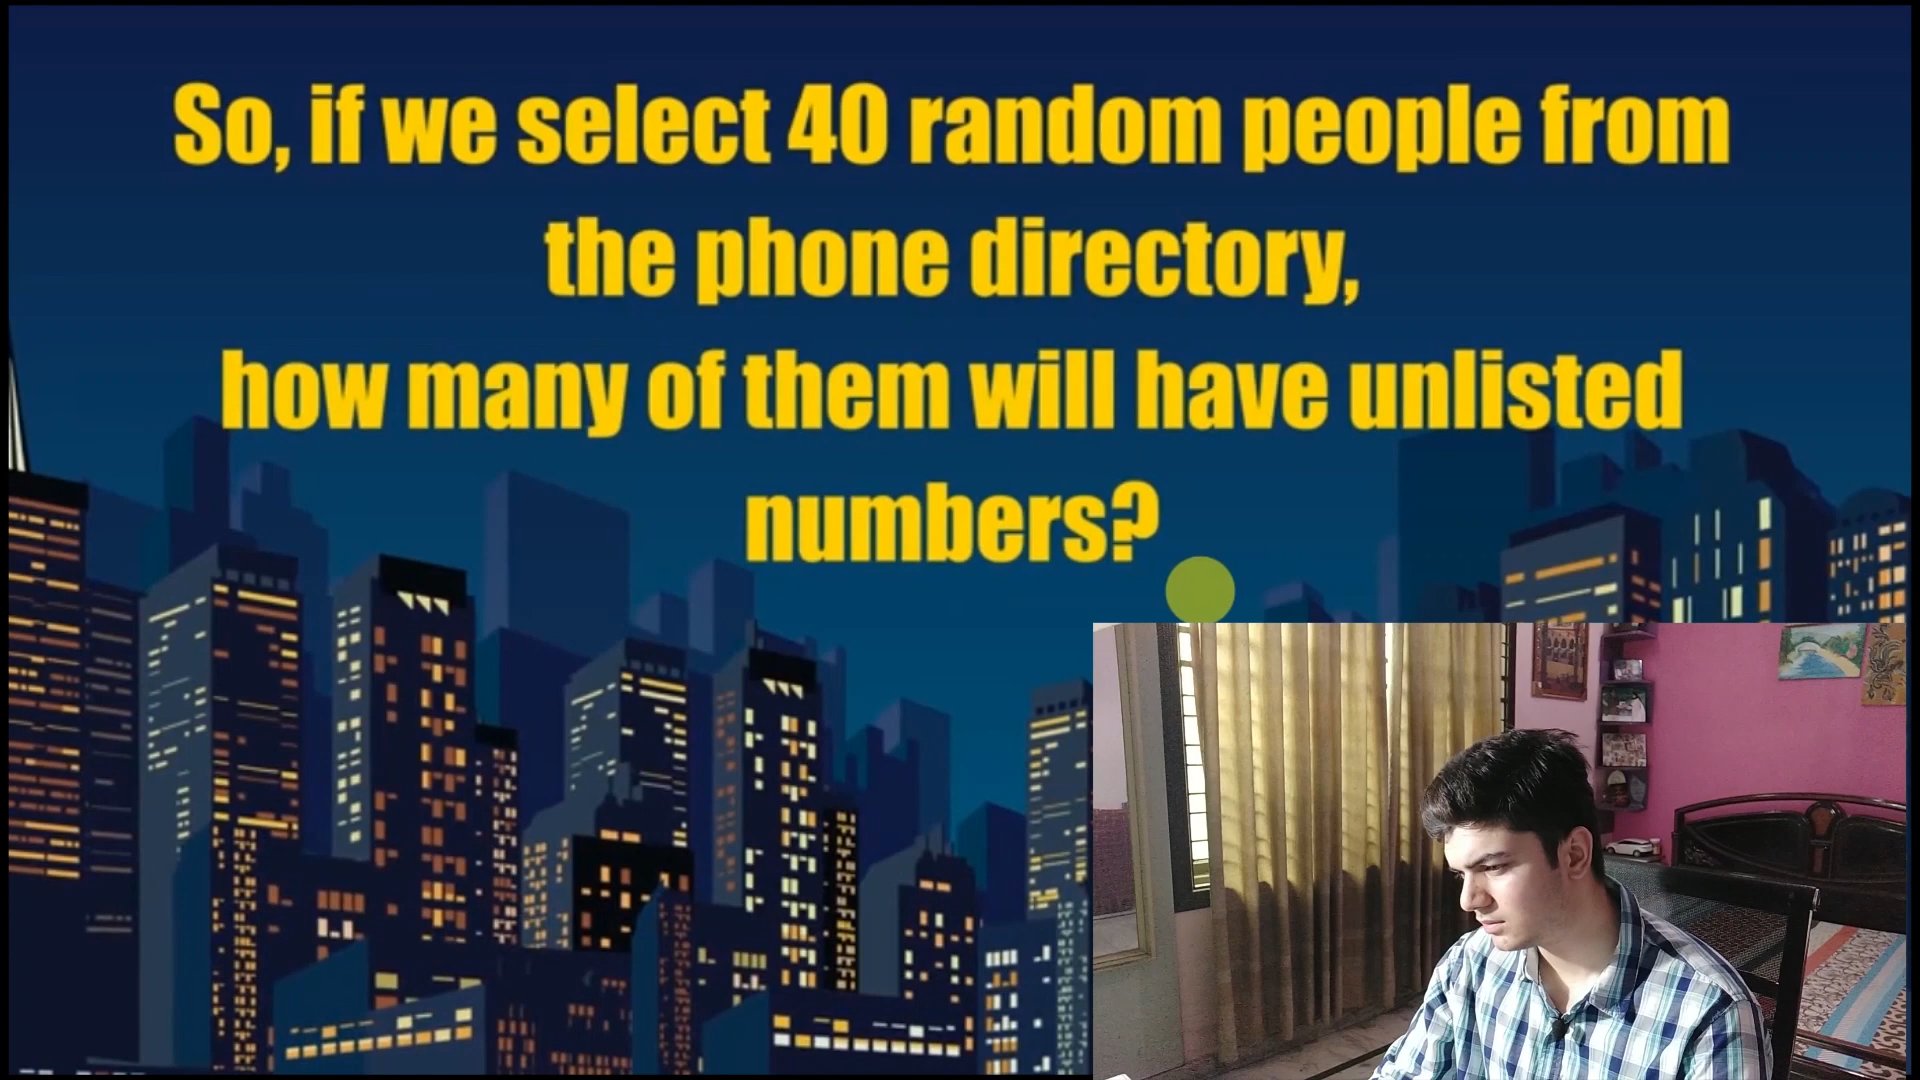 So, if we select 40 random people from
the phone directory,
how many of them will have unlisted
numbers?